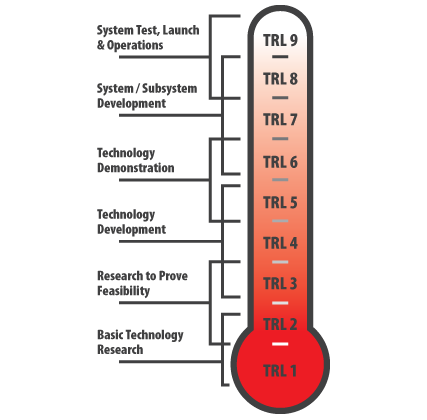 System Test, Launch
& Operations
System / Subsystem
Development
Technology
Demonstration
Technology
Development
Research to Prove
Feasibility
Basic Technology
Research
TRL 9
TRL 8
TRL 7
TRL 6
TRL 5
TRL 4
TRL 3
TRL 2
TRL 1